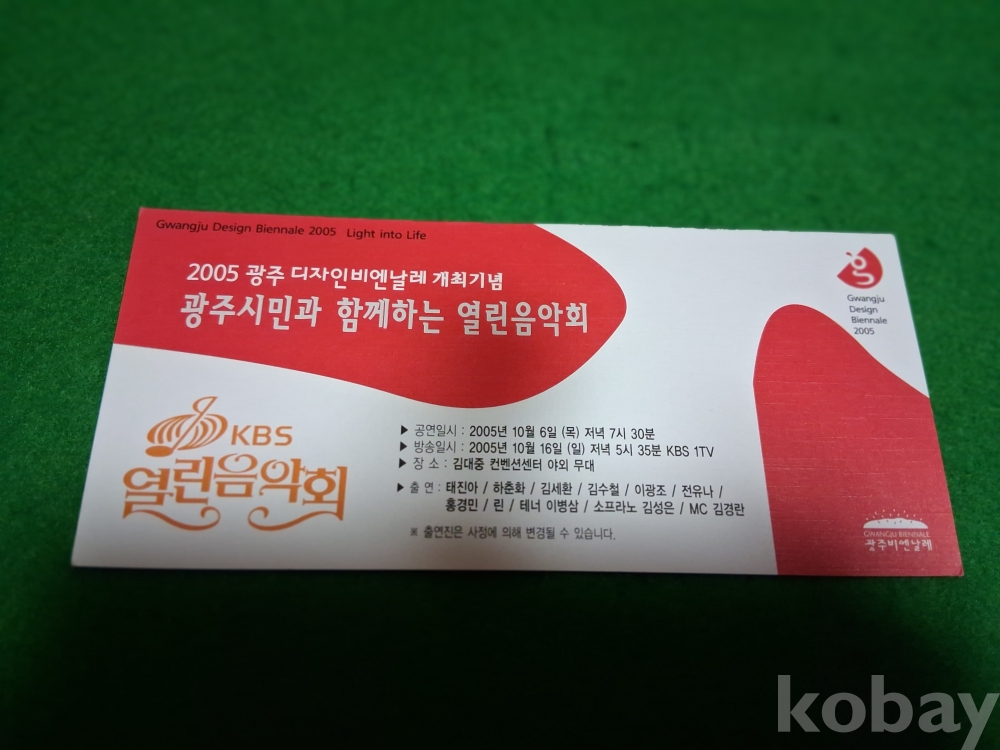 Gwangju Design Biennale 2005 Light into Life
2005 광주 디자인비엔날레 개최기념
광주시민과 함께하는 열린음악회
g
Gwangju
Design
Biennale
2005
KBS
열린음악회
▶ 공연일시 : 2005년 10월 6일 (목) 저녁 7시 30분
▶ 방송일시 : 2005년 10월 16일 (일) 저녁 5시 35분 KBS 1TV
▶ 장 소 : 김대중 컨벤션센터 야외 무대
▶ 출 연 : 태진아 / 하춘화 / 김세환 / 김수철 / 이광조 / 전유나 /
홍경민 / 린 / 테너 이병삼 / 소프라노 김성은 / MC 김경란
※ 출연진은 사정에 의해 변경될 수 있습니다.
GWANGJU BIENNALE
광주비엔날레
kobay